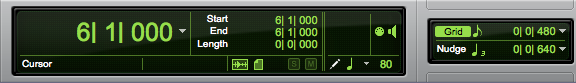 6| 1| 000
Start 6| 1| 000
End 6| 1| 000
Length 0| 0| 000
Cursor
S M
80
Grid 0| 0| 480
Nudge 3 0| 0| 640